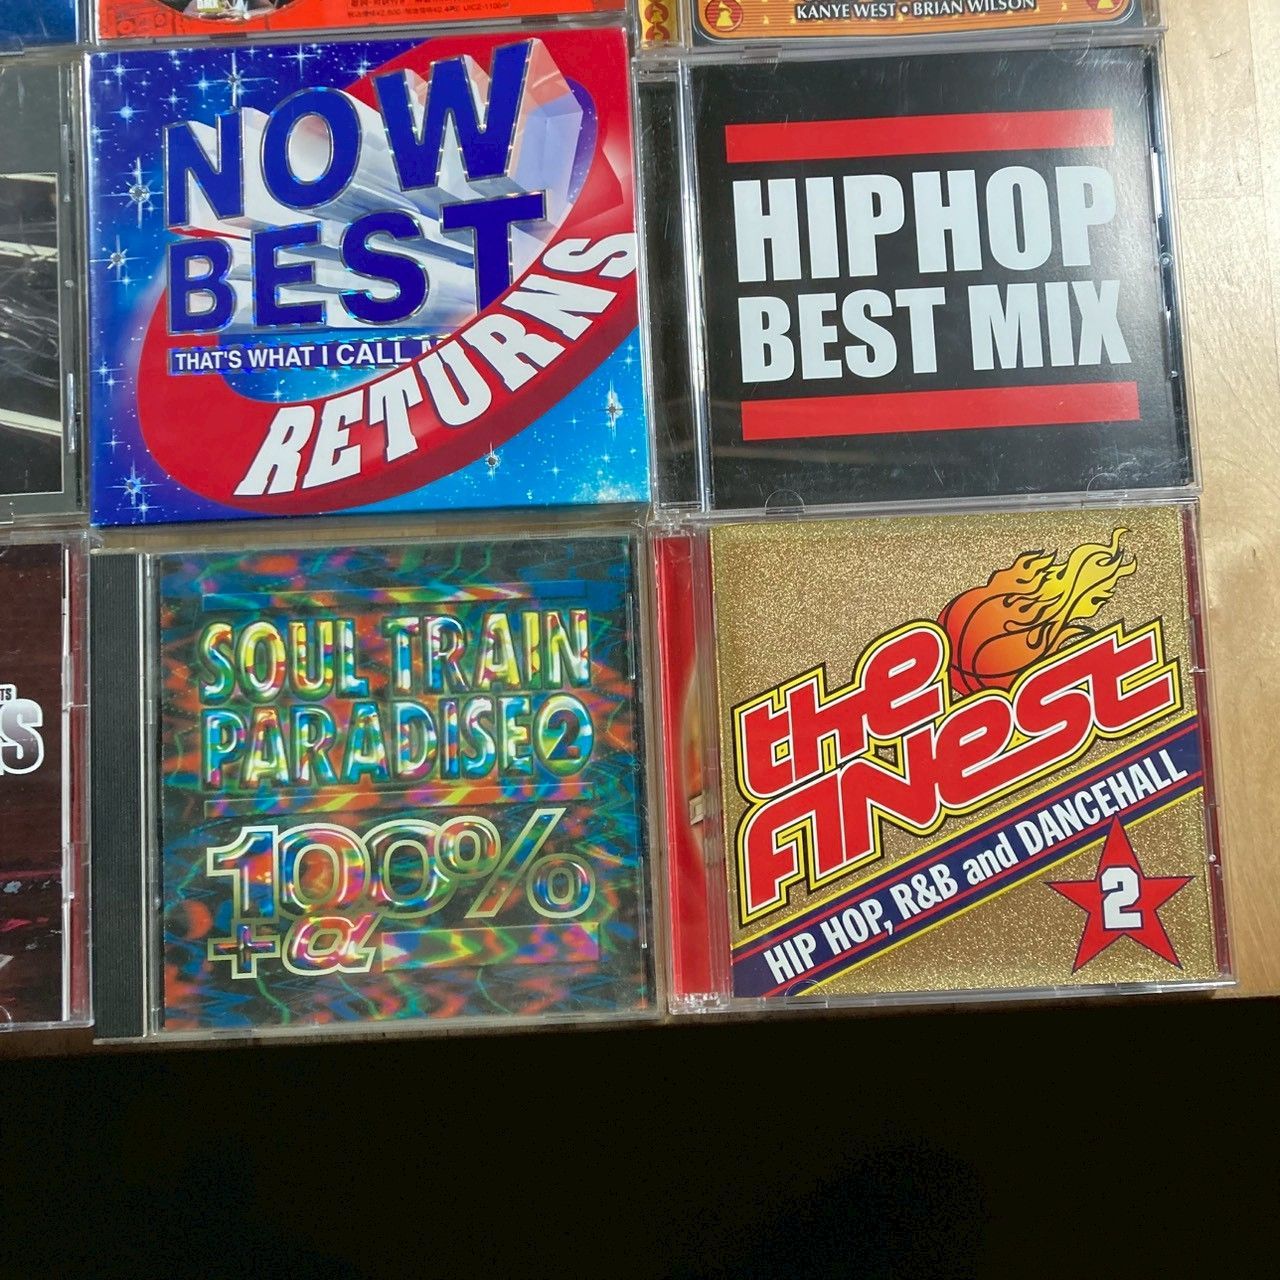 KANYE WEST • BRIAN WILSON
NOW
BEST
THAT'S WHAT I CALL
RETURNS
HIPHOP
BEST MIX
SOUL TRAIN
PARADISE 2
100%
+α
the
FINEST
HIP HOP, R&B and DANCEHALL
2